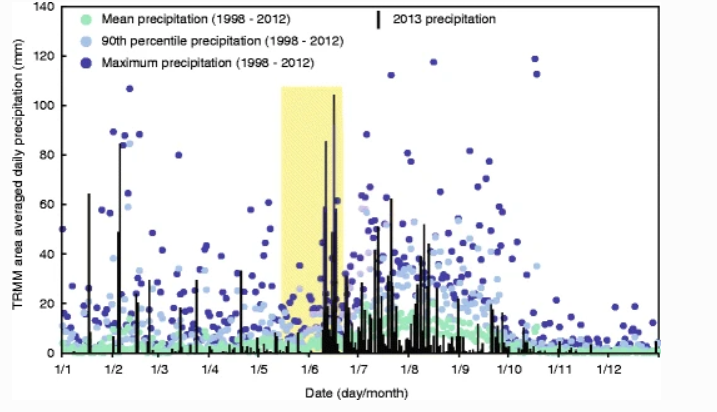 140
120
100
80
60
40
20
0
TRMM area averaged daily precipitation (mm)
Mean precipitation (1998 - 2012)
90th percentile precipitation (1998 - 2012)
Maximum precipitation (1998 - 2012)
2013 precipitation
1/1 1/2 1/3 1/4 1/5 1/6 1/7 1/8 1/9 1/10 1/11 1/12
Date (day/month)